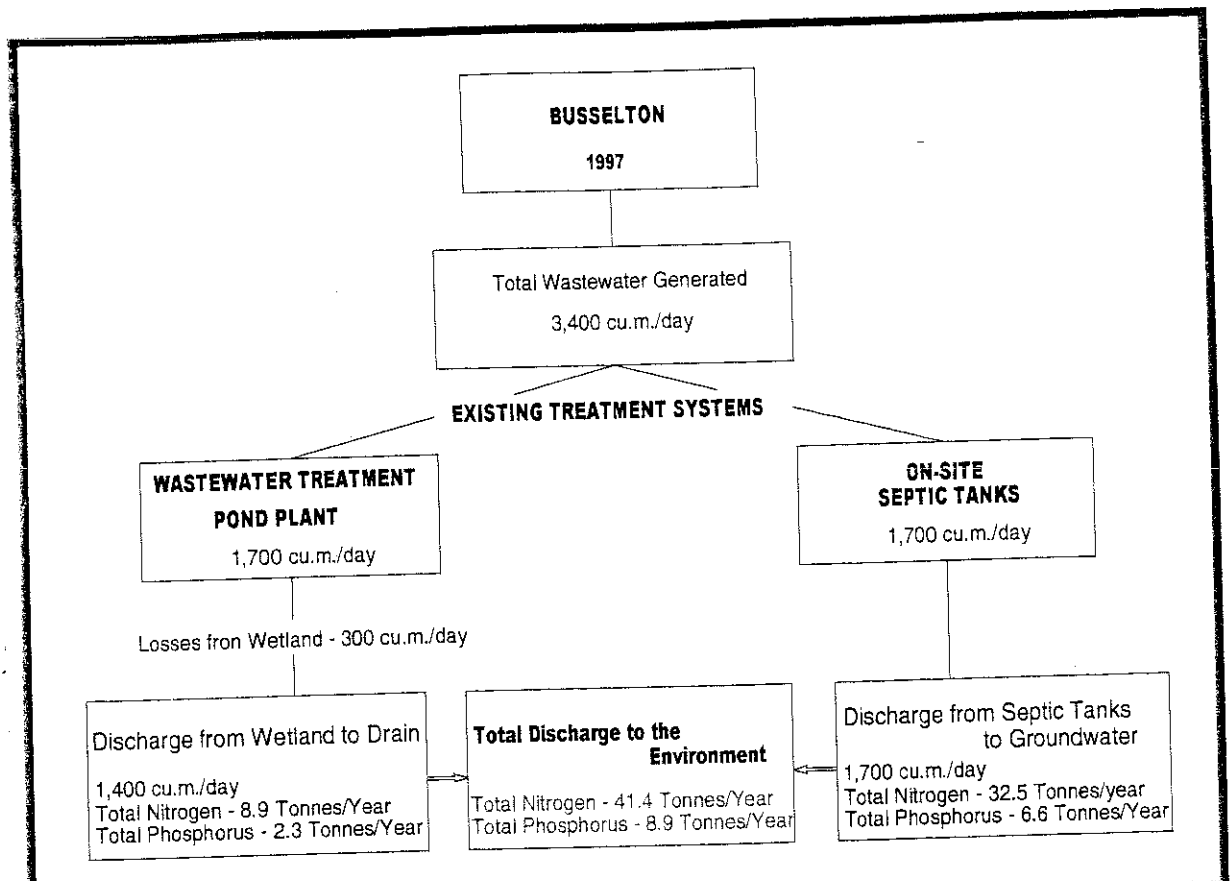 BUSSELTON
1997
Total Wastewater Generated
3,400 cu.m./day
EXISTING TREATMENT SYSTEMS
WASTEWATER TREATMENT
POND PLANT
1,700 cu.m./day
ON-SITE
SEPTIC TANKS
1,700 cu.m./day
Losses fron Wetland - 300 cu.m./day
Discharge from Wetland to Drain
1,400 cu.m./day
Total Nitrogen - 8.9 Tonnes/Year
Total Phosphorus - 2.3 Tonnes/Year
Total Discharge to the
Environment
Total Nitrogen - 41.4 Tonnes/Year
Total Phosphorus - 8.9 Tonnes/Year
Discharge from Septic Tanks
to Groundwater
1,700 cu.m./day
Total Nitrogen - 32.5 Tonnes/year
Total Phosphorus - 6.6 Tonnes/Year